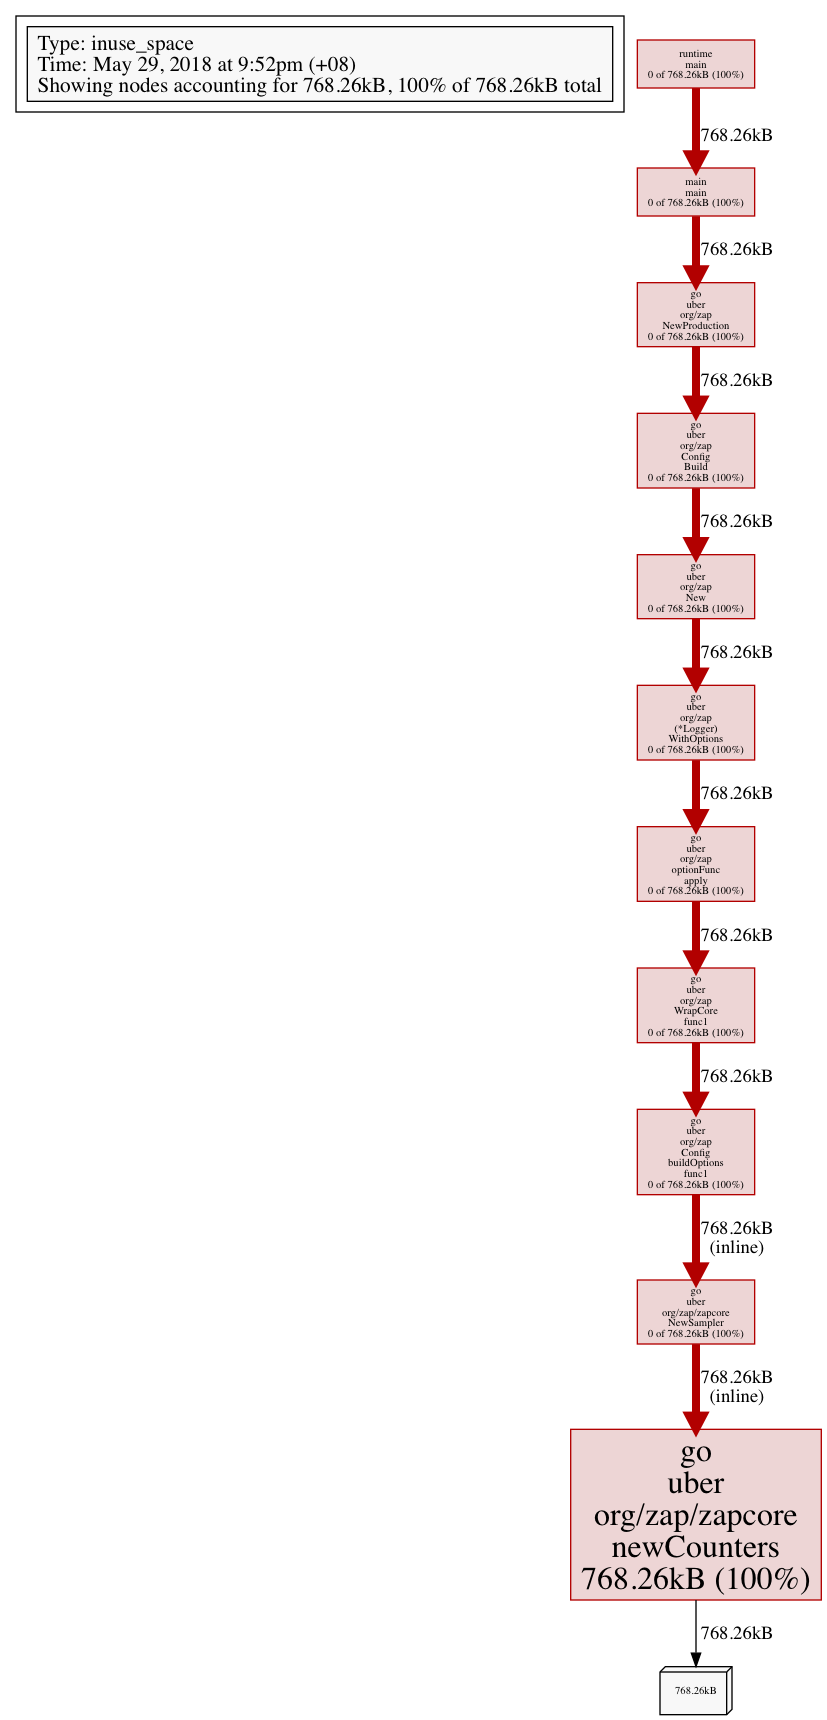 Type: inuse_space
Time: May 29, 2018 at 9:52pm (+08)
Showing nodes accounting for 768.26kB, 100% of 768.26kB total
runtime
main
0 of 768.26kB (100%)
768.26kB
main
main
0 of 768.26kB (100%)
768.26kB
go
uber
org/zap
NewProduction
0 of 768.26kB (100%)
768.26kB
go
uber
org/zap
Config
Build
0 of 768.26kB (100%)
768.26kB
go
uber
org/zap
New
0 of 768.26kB (100%)
768.26kB
go
uber
org/zap
(*Logger)
WithOptions
0 of 768.26kB (100%)
768.26kB
go
uber
org/zap
optionFunc
apply
0 of 768.26kB (100%)
768.26kB
go
uber
org/zap
WrapCore
func1
0 of 768.26kB (100%)
768.26kB
go
uber
org/zap
Config
buildOptions
func1
0 of 768.26kB (100%)
768.26kB
(inline)
go
uber
org/zap/zapcore
NewSampler
0 of 768.26kB (100%)
768.26kB
(inline)
go
uber
org/zap/zapcore
newCounters
768.26kB (100%)
768.26kB
768.26kB